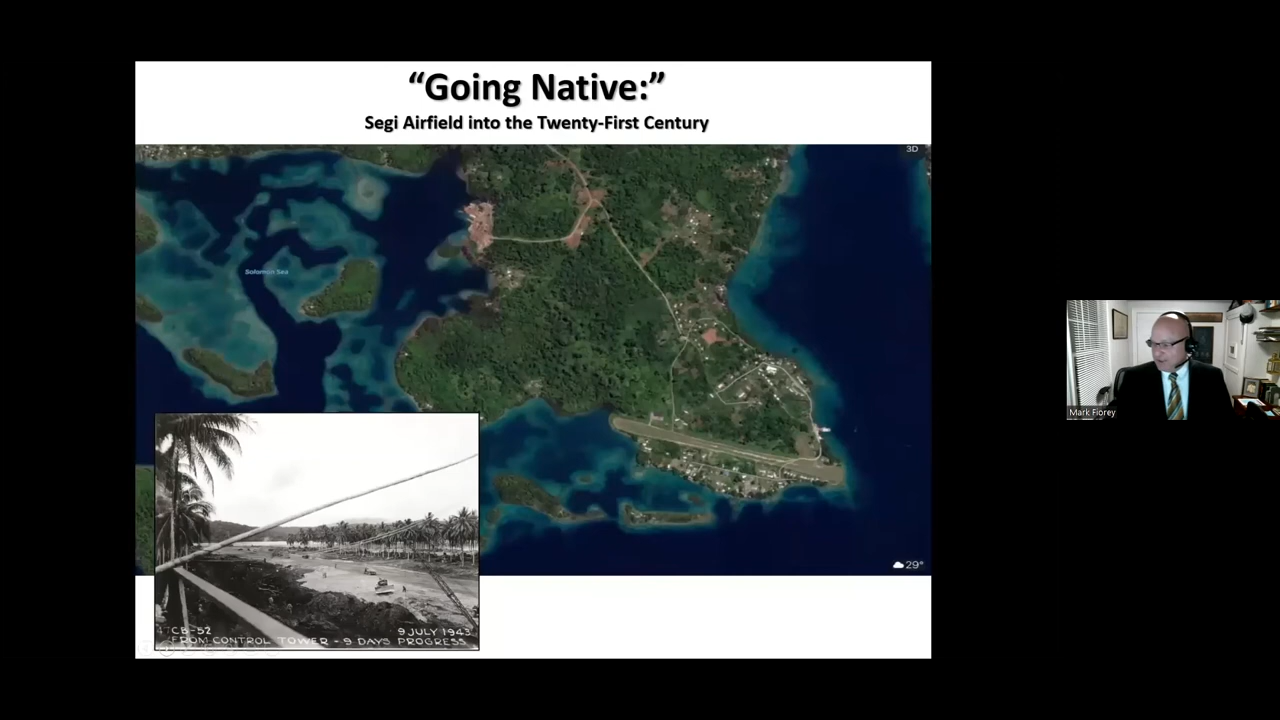 “Going Native:”
Segi Airfield into the Twenty-First Century
3D
Solomon Sea
29°
CB-52
9 JULY 1943
FROM CONTROL TOWER - 9 DAYS PROGRESS
Mark Fiorey